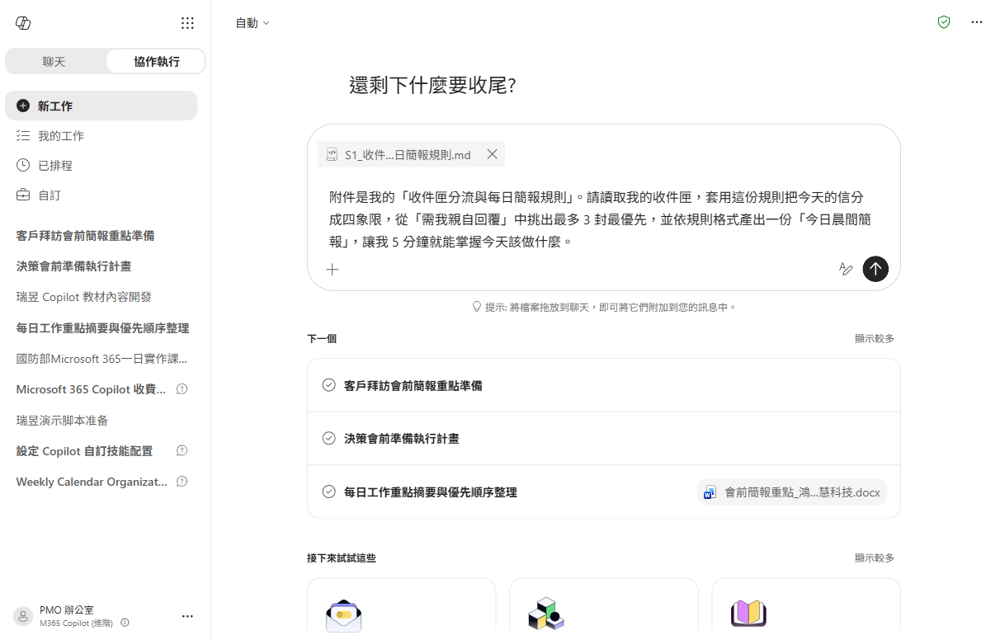 自動
聊天
協作執行
新工作
我的工作
已排程
自訂
客戶拜訪會前簡報重點準備
決策會前準備執行計畫
瑞昱 Copilot 教材內容開發
每日工作重點摘要與優先順序整理
國防部Microsoft 365一日實作課...
Microsoft 365 Copilot 收費...
瑞昱演示脚本准备
設定 Copilot 自訂技能配置
Weekly Calendar Organizat...
PMO 辦公室
M365 Copilot (進階)
還剩下什麼要收尾?
S1_收件...日簡報規則.md
附件是我的「收件匣分流與每日簡報規則」。請讀取我的收件匣，套用這份規則把今天的信分
成四象限，從「需我親自回覆」中挑出最多 3 封最優先，並依規則格式產出一份「今日晨間簡
報」，讓我 5 分鐘就能掌握今天該做什麼。
提示: 將檔案拖放到聊天，即可將它們附加到您的訊息中。
下一個
顯示較多
客戶拜訪會前簡報重點準備
決策會前準備執行計畫
每日工作重點摘要與優先順序整理
會前簡報重點_鴻...慧科技.docx
接下來試試這些
顯示較多